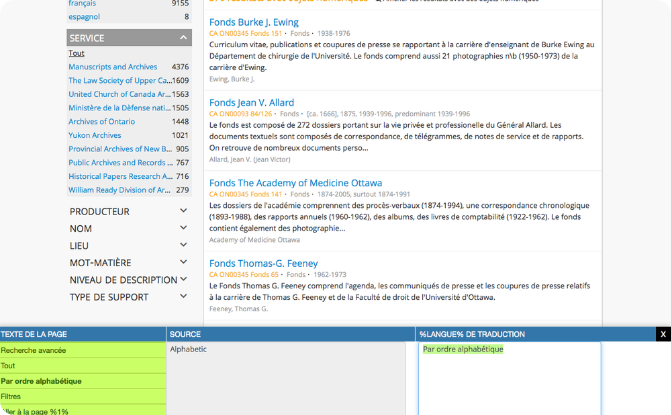 français 9155
espagnol 8
SERVICE
Tout
Manuscripts and Archives 4376
The Law Society of Upper Ca...1609
United Church of Canada Ar...1563
Ministère de la Défense nati...1505
Archives of Ontario 1448
Yukon Archives 1021
Provincial Archives of New B... 905
Public Archives and Records ... 767
Historical Papers Research A... 716
William Ready Division of Ar... 279
PRODUCTEUR
NOM
LIEU
MOT-MATIÈRE
NIVEAU DE DESCRIPTION
TYPE DE SUPPORT
Fonds Burke J. Ewing
CA ON00345 Fonds 151 · Fonds · 1938-1976
Curriculum vitae, publications et coupures de presse se rapportant à la carrière d'enseignant de Burke Ewing au
Département de chirurgie de l'Université. Le fonds comprend aussi 21 photographies n\b (1950-1973) de la
carrière d'Ewing.
Ewing, Burke J.
Fonds Jean V. Allard
CA ON00093 84/126 · Fonds · [ca. 1666], 1875, 1939-1996, predominant 1939-1996
Le fonds est composé de 272 dossiers portant sur la vie privée et professionelle du Général Allard. Les
documents textuels sont composés de correspondance, de télégrammes, de notes de service et de rapports.
On retrouve de nombreux documents perso...
Allard, Jean V. (Jean Victor)
Fonds The Academy of Medicine Ottawa
CA ON00345 Fonds 141 · Fonds · 1874-2005, surtout 1874-1991
Les dossiers de l'académie comprennent des procès-verbaux (1874-1994), une correspondance chronologique
(1893-1988), des rapports annuels (1960-1962), des albums, des livres de comptabilité (1922-1962). Le fonds
contient également des photographie...
Academy of Medicine Ottawa
Fonds Thomas-G. Feeney
CA ON00345 Fonds 65 · Fonds · 1962-1973
Le Fonds Thomas G. Feeney comprend l'agenda, les communiqués de presse et les coupures de presse relatifs
à la carrière de Thomas G. Feeney et de la Faculté de droit de l'Université d'Ottawa.
Feeney, Thomas G.
TEXTE DE LA PAGE SOURCE %LANGUE% DE TRADUCTION X
Recherche avancée
Tout
Par ordre alphabétique
Filtres
Aller à la page %1%
Alphabetic
Par ordre alphabétique